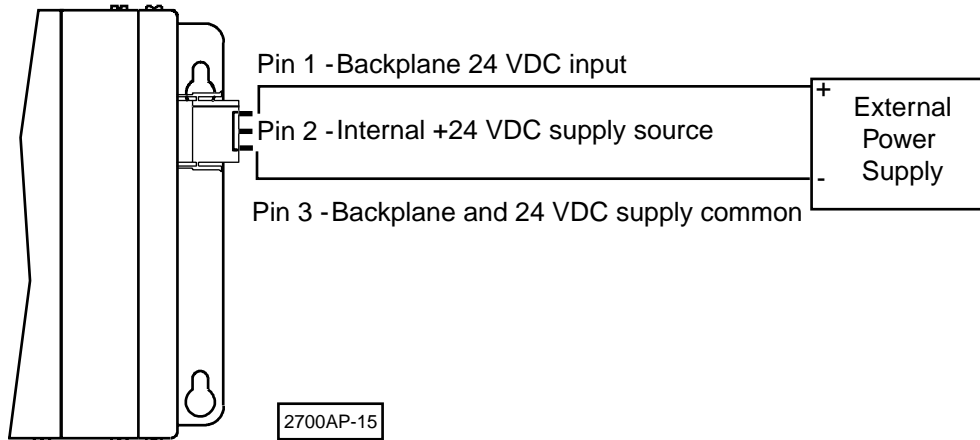 Pin 1 -Backplane 24 VDC input
+
External
Power
Supply
Pin 2 -Internal +24 VDC supply source
-
Pin 3 -Backplane and 24 VDC supply common
2700AP-15